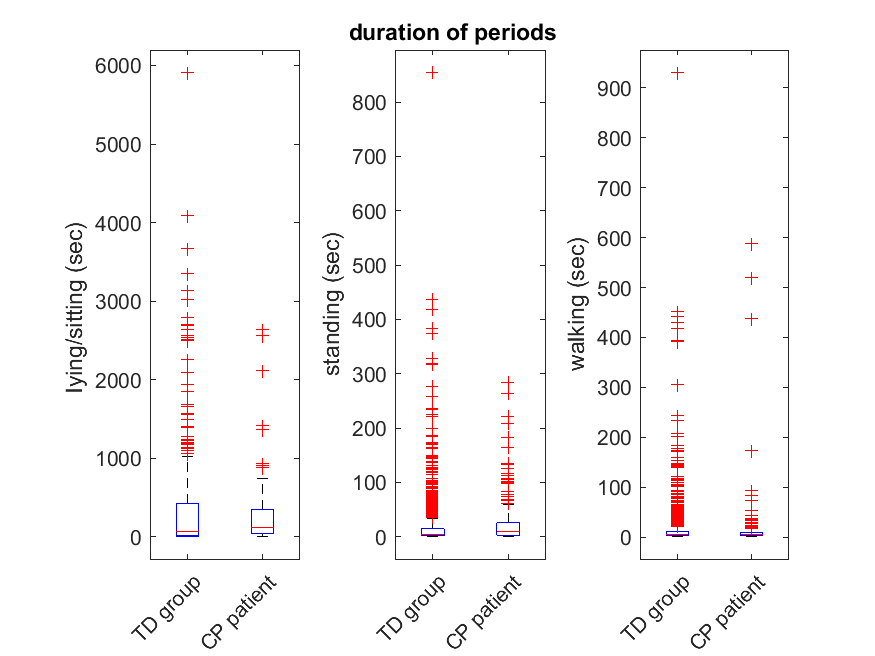 duration of periods
lying/sitting (sec)
6000
5000
4000
3000
2000
1000
0
TD group
CP patient
standing (sec)
800
700
600
500
400
300
200
100
0
TD group
CP patient
walking (sec)
900
800
700
600
500
400
300
200
100
0
TD group
CP patient